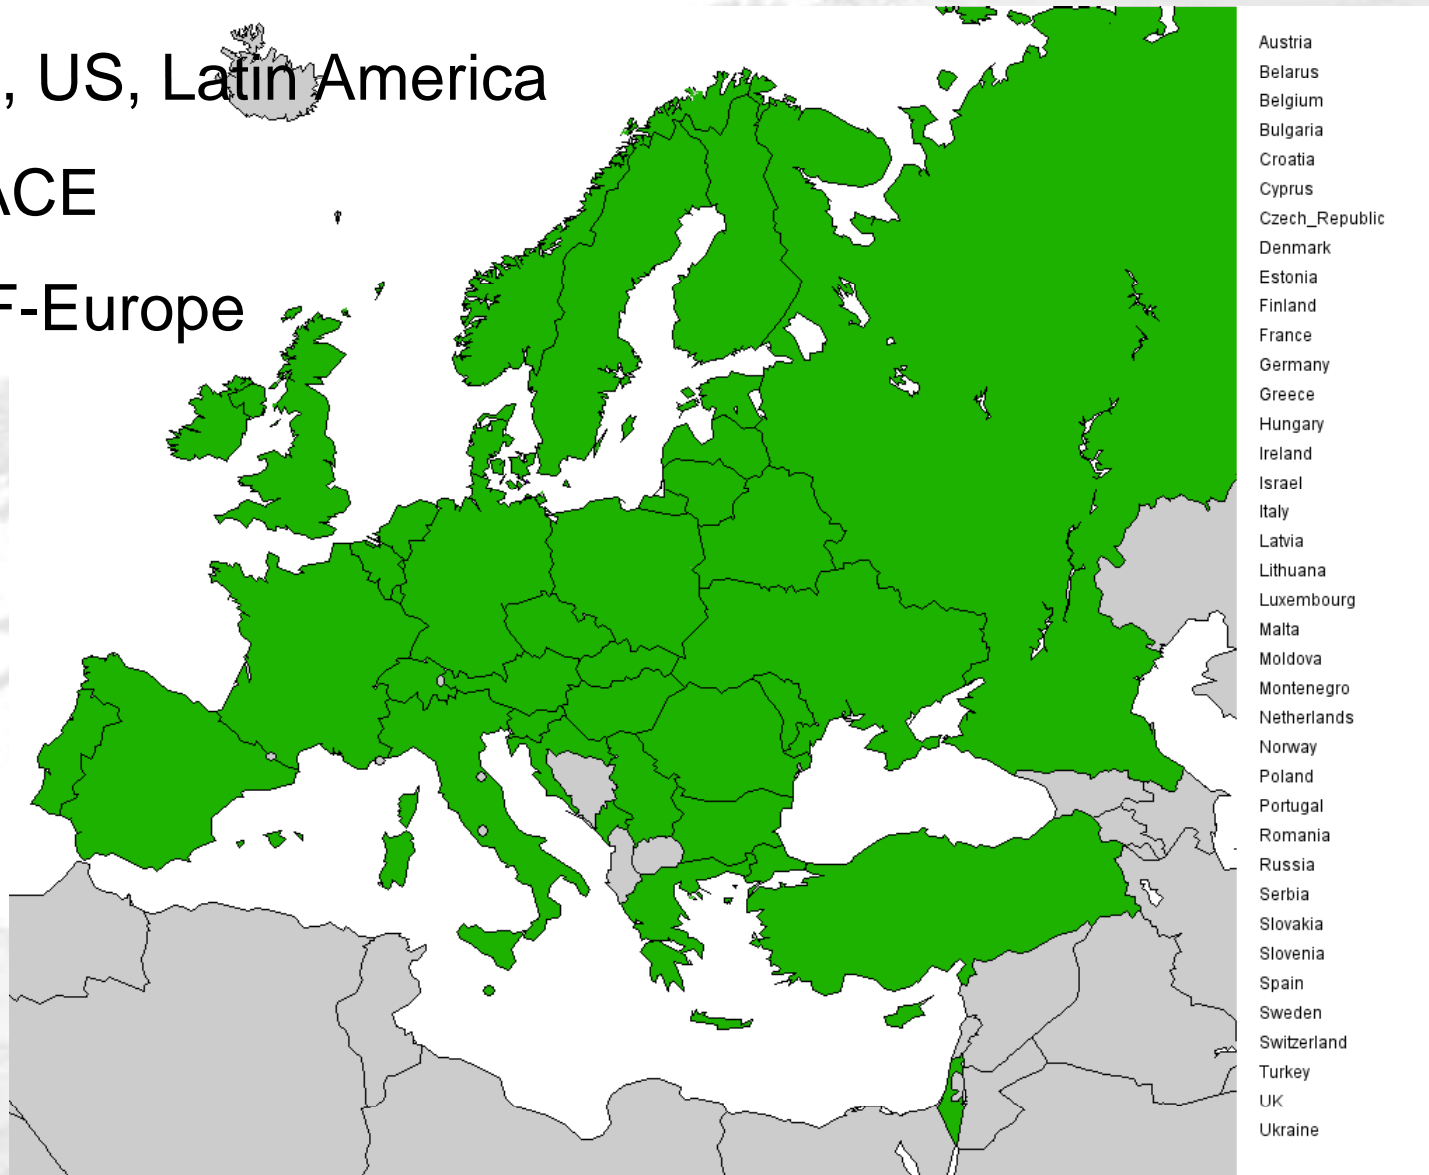 , US, Latin America
ACE
F-Europe
Austria
Belarus
Belgium
Bulgaria
Croatia
Cyprus
Czech_Republic
Denmark
Estonia
Finland
France
Germany
Greece
Hungary
Ireland
Israel
Italy
Latvia
Lithuana
Luxembourg
Malta
Moldova
Montenegro
Netherlands
Norway
Poland
Portugal
Romania
Russia
Serbia
Slovakia
Slovenia
Spain
Sweden
Switzerland
Turkey
UK
Ukraine